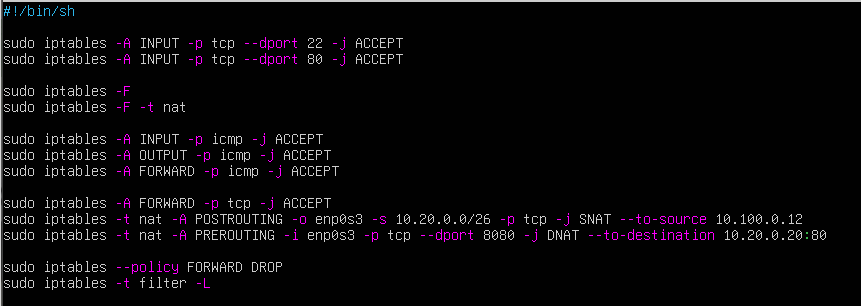 #!/bin/sh
sudo iptables -A INPUT -p tcp --dport 22 -j ACCEPT
sudo iptables -A INPUT -p tcp --dport 80 -j ACCEPT
sudo iptables -F
sudo iptables -F -t nat
sudo iptables -A INPUT -p icmp -j ACCEPT
sudo iptables -A OUTPUT -p icmp -j ACCEPT
sudo iptables -A FORWARD -p icmp -j ACCEPT
sudo iptables -A FORWARD -p tcp -j ACCEPT
sudo iptables -t nat -A POSTROUTING -o enp0s3 -s 10.20.0.0/26 -p tcp -j SNAT --to-source 10.100.0.12
sudo iptables -t nat -A PREROUTING -i enp0s3 -p tcp --dport 8080 -j DNAT --to-destination 10.20.0.20:80
sudo iptables --policy FORWARD DROP
sudo iptables -t filter -L